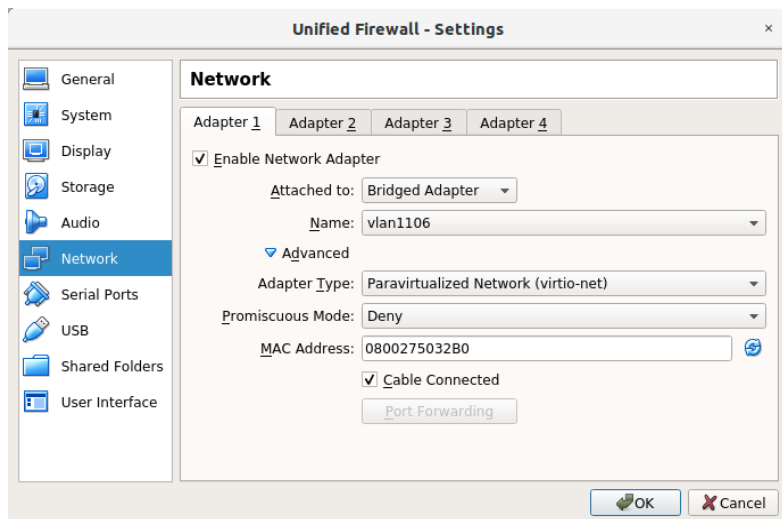 Unified Firewall - Settings
×
General
System
Display
Storage
Audio
Network
Serial Ports
USB
Shared Folders
User Interface
Network
Adapter 1 Adapter 2 Adapter 3 Adapter 4
Enable Network Adapter
Attached to: Bridged Adapter
Name: vlan1106
Advanced
Adapter Type: Paravirtualized Network (virtio-net)
Promiscuous Mode: Deny
MAC Address: 0800275032B0
Cable Connected
Port Forwarding
OK Cancel